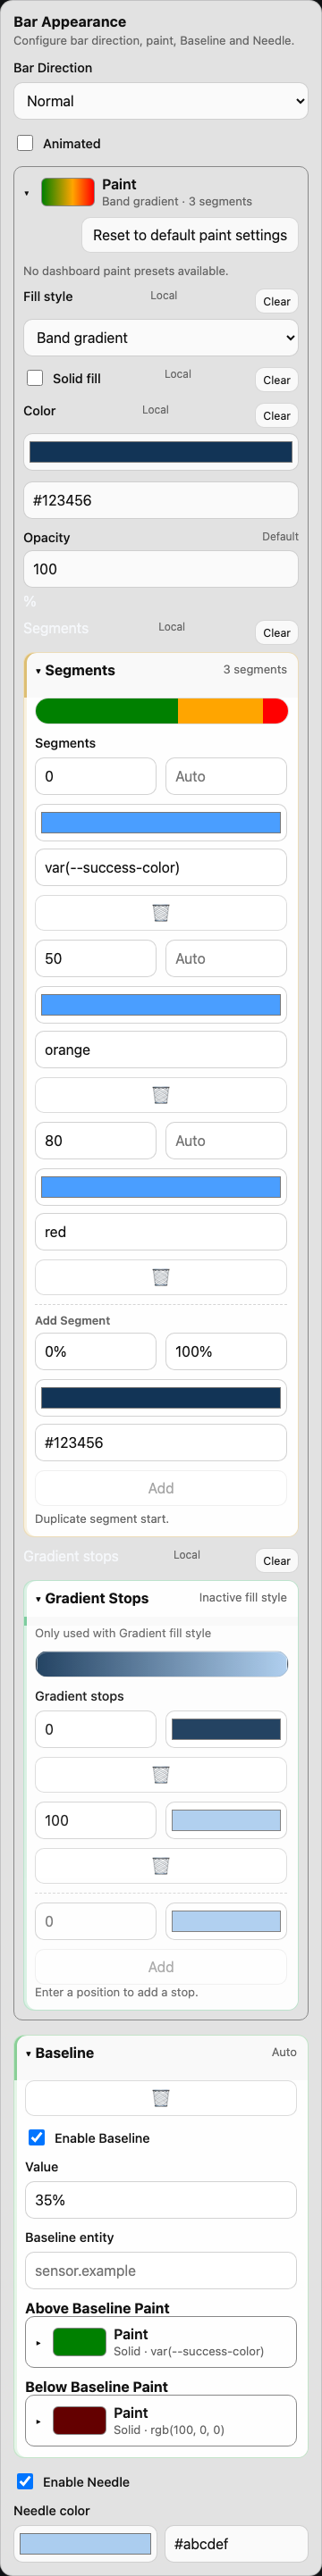 Bar Appearance
Configure bar direction, paint, Baseline and Needle.
Bar Direction
Normal
Animated
Paint
Band gradient · 3 segments
Reset to default paint settings
No dashboard paint presets available.
Fill style Local Clear
Band gradient
Solid fill Local Clear
Color Local Clear
#123456
Opacity Default
100
%
Segments Local Clear
Segments 3 segments
Segments
0 Auto
var(--success-color)
50 Auto
orange
80 Auto
red
Add Segment
0% 100%
#123456
Add
Duplicate segment start.
Gradient stops Local Clear
Gradient Stops Inactive fill style
Only used with Gradient fill style
Gradient stops
0
100
0
Add
Enter a position to add a stop.
Baseline Auto
Enable Baseline
Value
35%
Baseline entity
sensor.example
Above Baseline Paint
Paint
Solid · var(--success-color)
Below Baseline Paint
Paint
Solid · rgb(100, 0, 0)
Enable Needle
Needle color
#abcdef